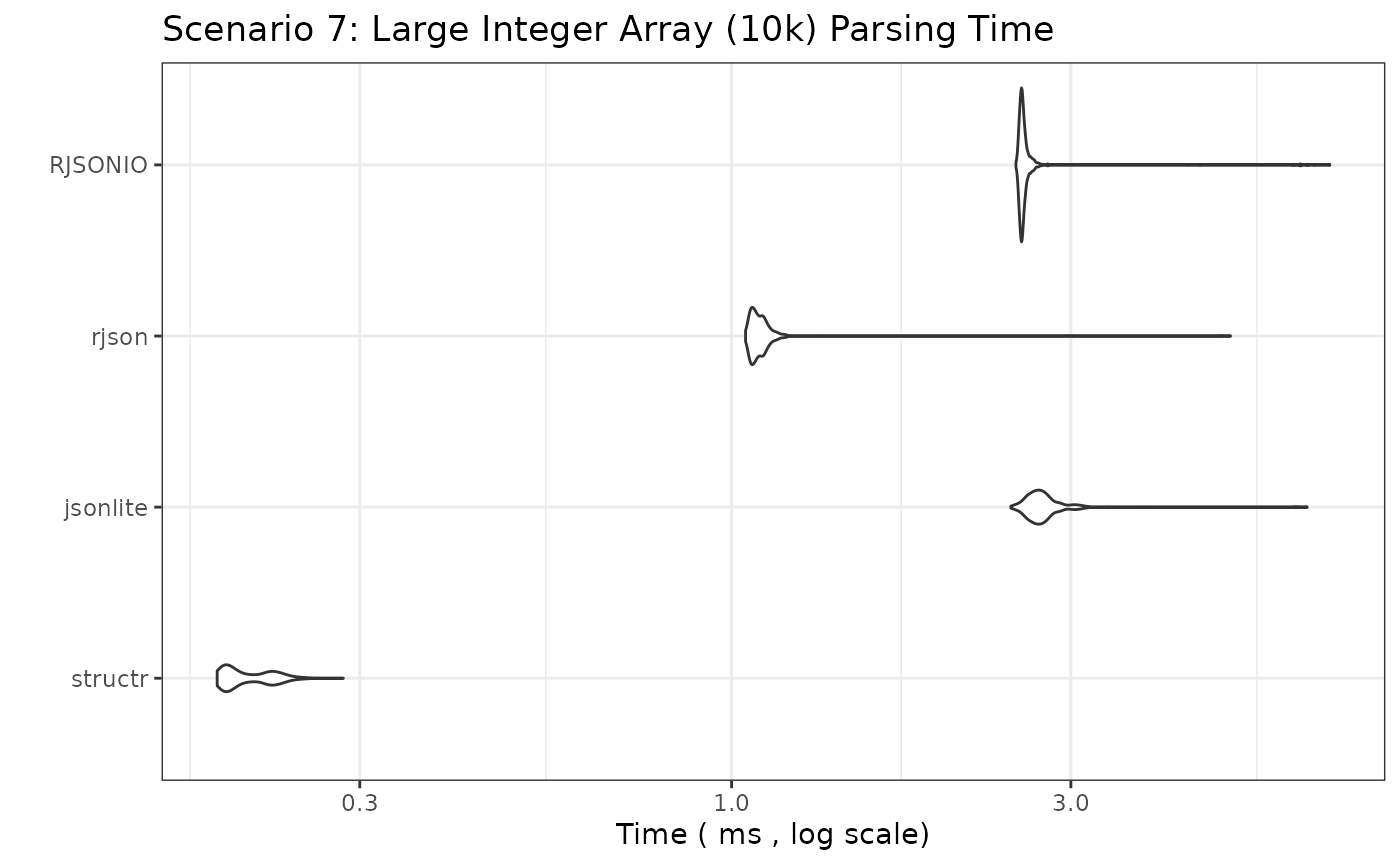 Scenario 7: Large Integer Array (10k) Parsing Time
RJSONIO
rjson
jsonlite
structr
0.3 1.0 3.0
Time ( ms , log scale)